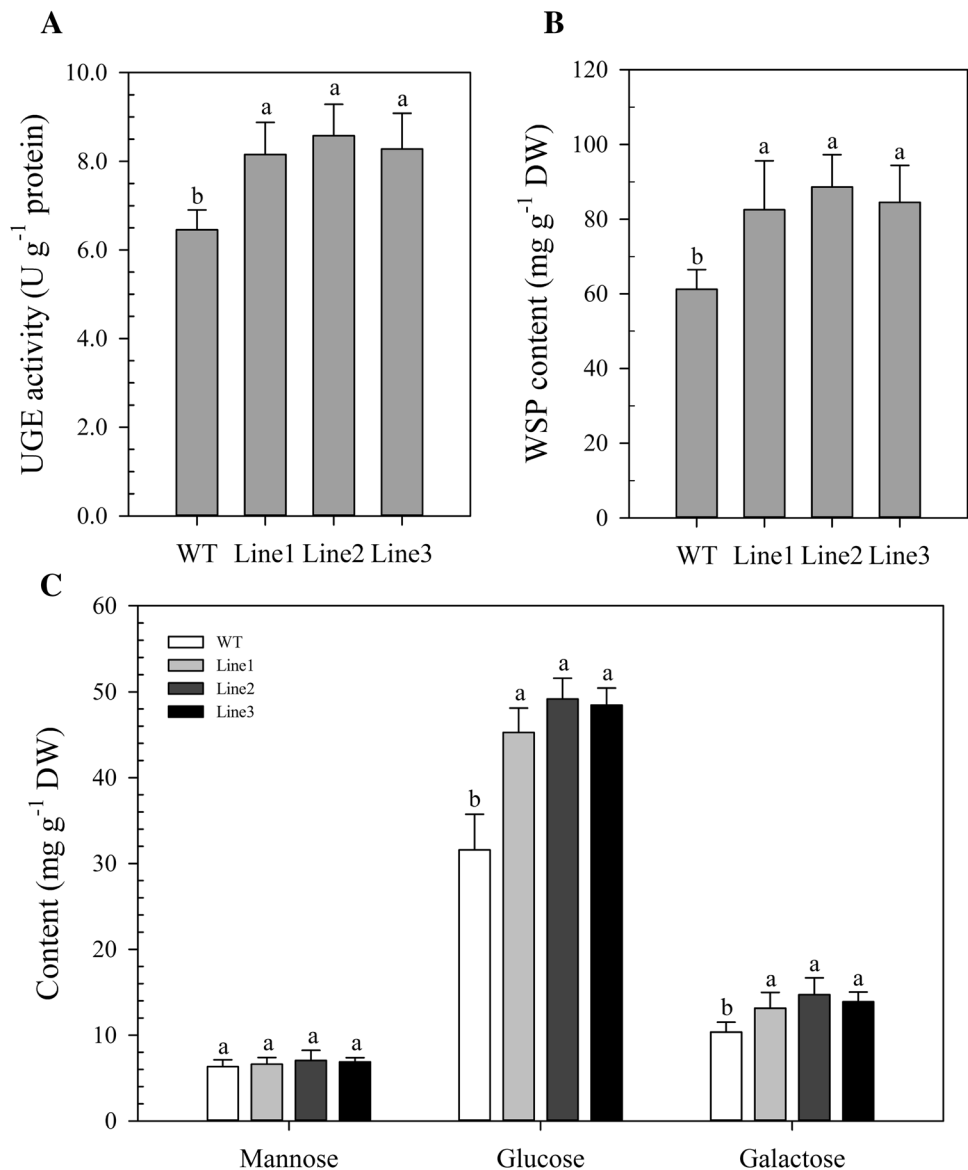 A
UGE activity (U g-1 protein)
10.0
8.0
6.0
4.0
2.0
0.0
b
a
a
a
WT Line1 Line2 Line3
B
WSP content (mg g-1 DW)
120
100
80
60
40
20
0
b
a
a
a
WT Line1 Line2 Line3
C
Content (mg g-1 DW)
60
50
40
30
20
10
0
WT
Line1
Line2
Line3
a a a a
b a a a
b a a a
Mannose Glucose Galactose